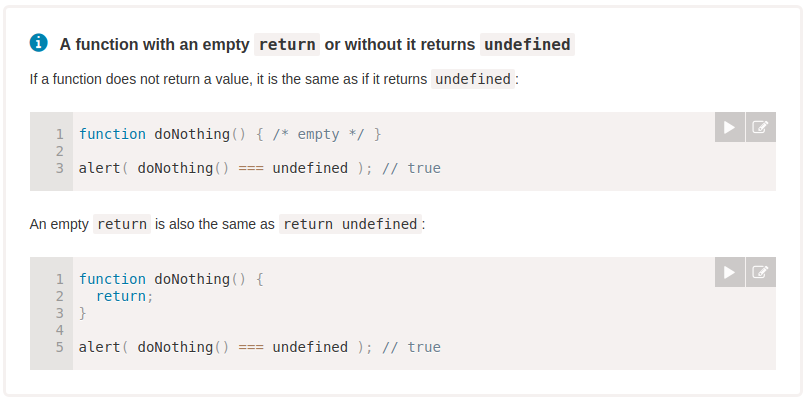 A function with an empty return or without it returns undefined
If a function does not return a value, it is the same as if it returns undefined:
1 function doNothing() { /* empty */ }
2
3 alert( doNothing() === undefined ); // true
An empty return is also the same as return undefined:
1 function doNothing() {
2   return;
3 }
4
5 alert( doNothing() === undefined ); // true